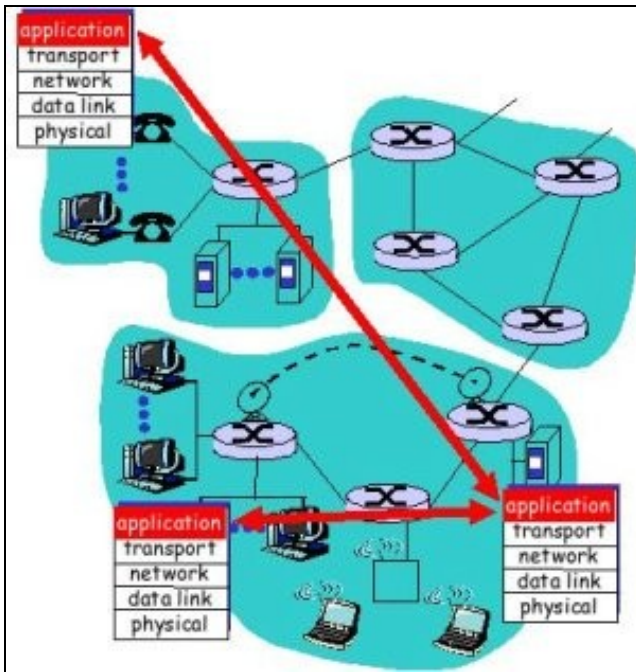 application
transport
network
data link
physical
application
transport
network
data link
physical
application
transport
network
data link
physical